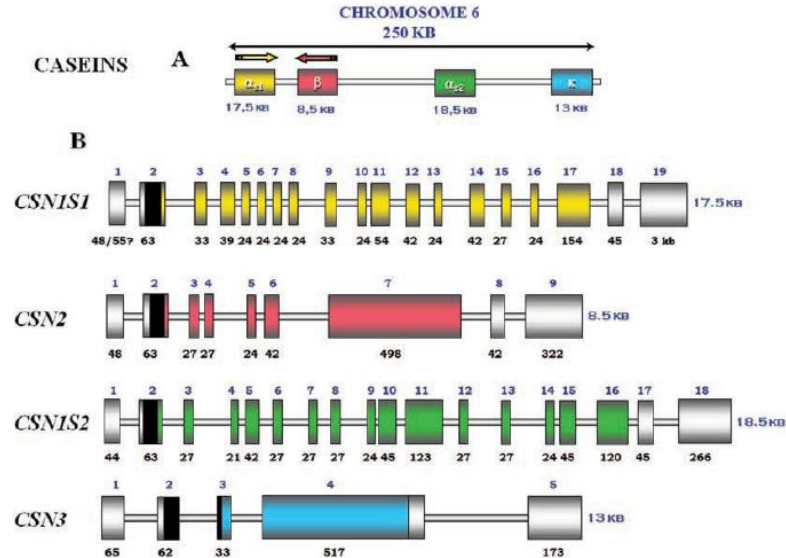 CHROMOSOME 6
250 KB
CASEINS A
αs1 β αs2 κ
17,5 KB 8,5 KB 18,5 KB 13 KB
B
1 2 3 4 5 6 7 8 9 10 11 12 13 14 15 16 17 18 19
CSN1S1 17.5 KB
48/55? 63 33 39 24 24 24 24 33 24 54 42 24 42 27 24 154 45 3 kb
1 2 3 4 5 6 7 8 9
CSN2 8.5 KB
48 63 27 27 24 42 498 42 322
1 2 3 4 5 6 7 8 9 10 11 12 13 14 15 16 17 18
CSN1S2 18.5 KB
44 63 27 21 42 27 27 27 24 45 123 27 27 24 45 120 45 266
1 2 3 4 5
CSN3 13 KB
65 62 33 517 173